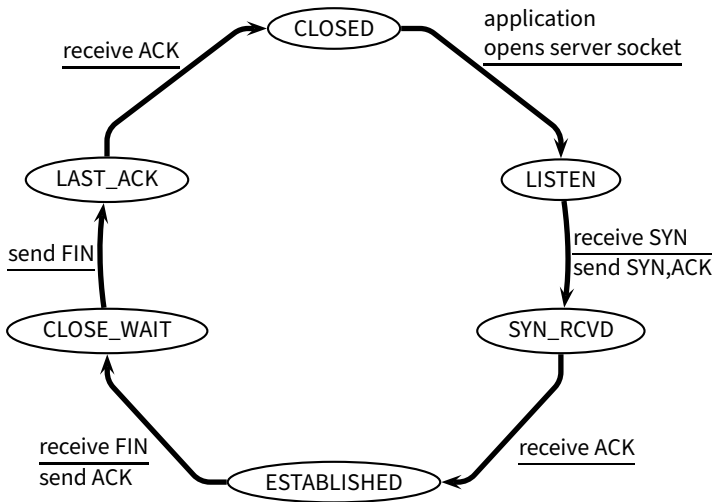 CLOSED
application
opens server socket
receive ACK
LAST_ACK
LISTEN
send FIN
receive SYN
send SYN,ACK
CLOSE_WAIT
SYN_RCVD
receive FIN
send ACK
receive ACK
ESTABLISHED